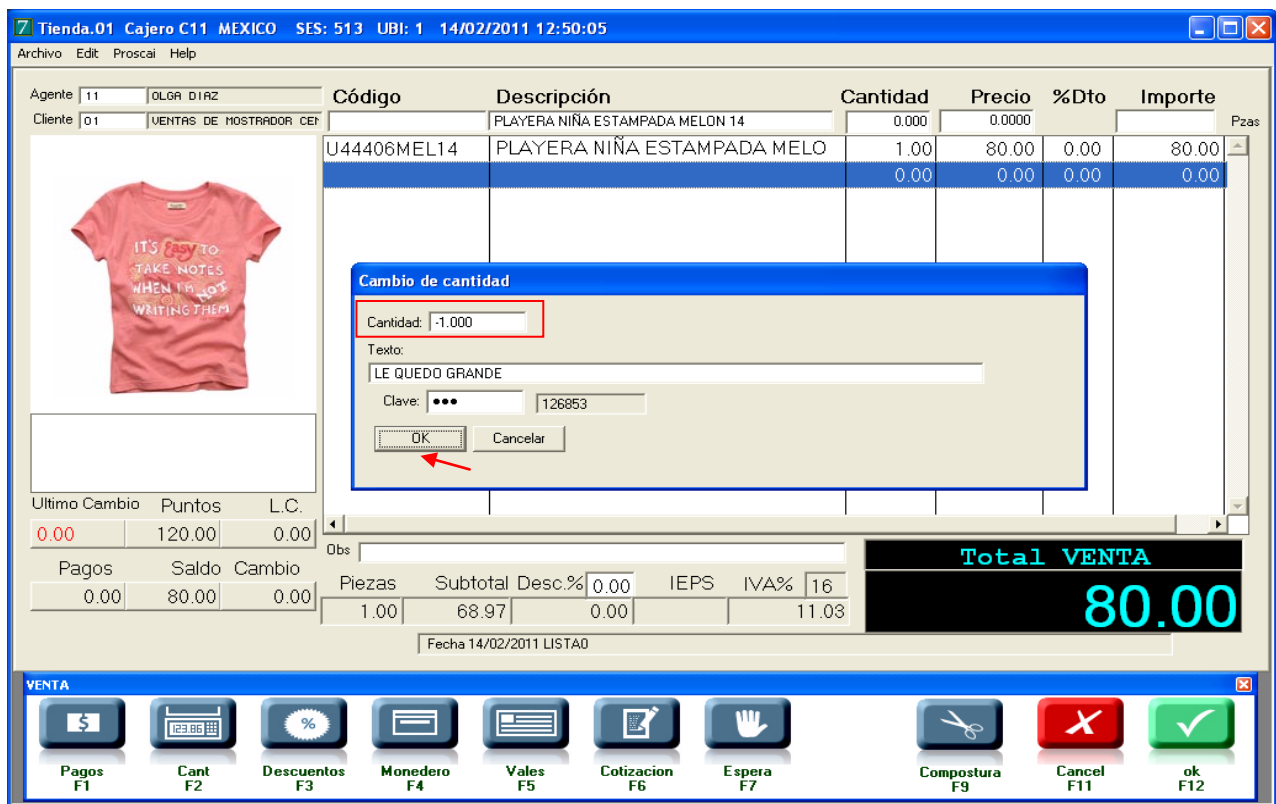 7 Tienda.01 Cajero C11 MEXICO SES: 513 UBI: 1 14/02/2011 12:50:05
Archivo Edit Proscai Help
Agente 11 OLGA DIAZ
Cliente 01 VENTAS DE MOSTRADOR CEN
Código Descripción Cantidad Precio %Dto Importe
PLAYERA NIÑA ESTAMPADA MELON 14 0.000 0.0000 Pzas
U44406MEL14 PLAYERA NIÑA ESTAMPADA MELO 1.00 80.00 0.00 80.00
0.00 0.00 0.00 0.00
IT'S Easy TO
TAKE NOTES
WHEN I'M NOT
WRITING THEM
Cambio de cantidad
Cantidad: -1.000
Texto:
LE QUEDO GRANDE
Clave: ●●● 126853
OK Cancelar
Ultimo Cambio Puntos L.C.
0.00 120.00 0.00
Pagos Saldo Cambio
0.00 80.00 0.00
Obs
Piezas Subtotal Desc.% 0.00 IEPS IVA% 16
1.00 68.97 0.00 11.03
Total VENTA
80.00
Fecha 14/02/2011 LISTA0
VENTA
$ 123.86 %
Pagos Cant Descuentos Monedero Vales Cotizacion Espera Compostura Cancel ok
F1 F2 F3 F4 F5 F6 F7 F9 F11 F12